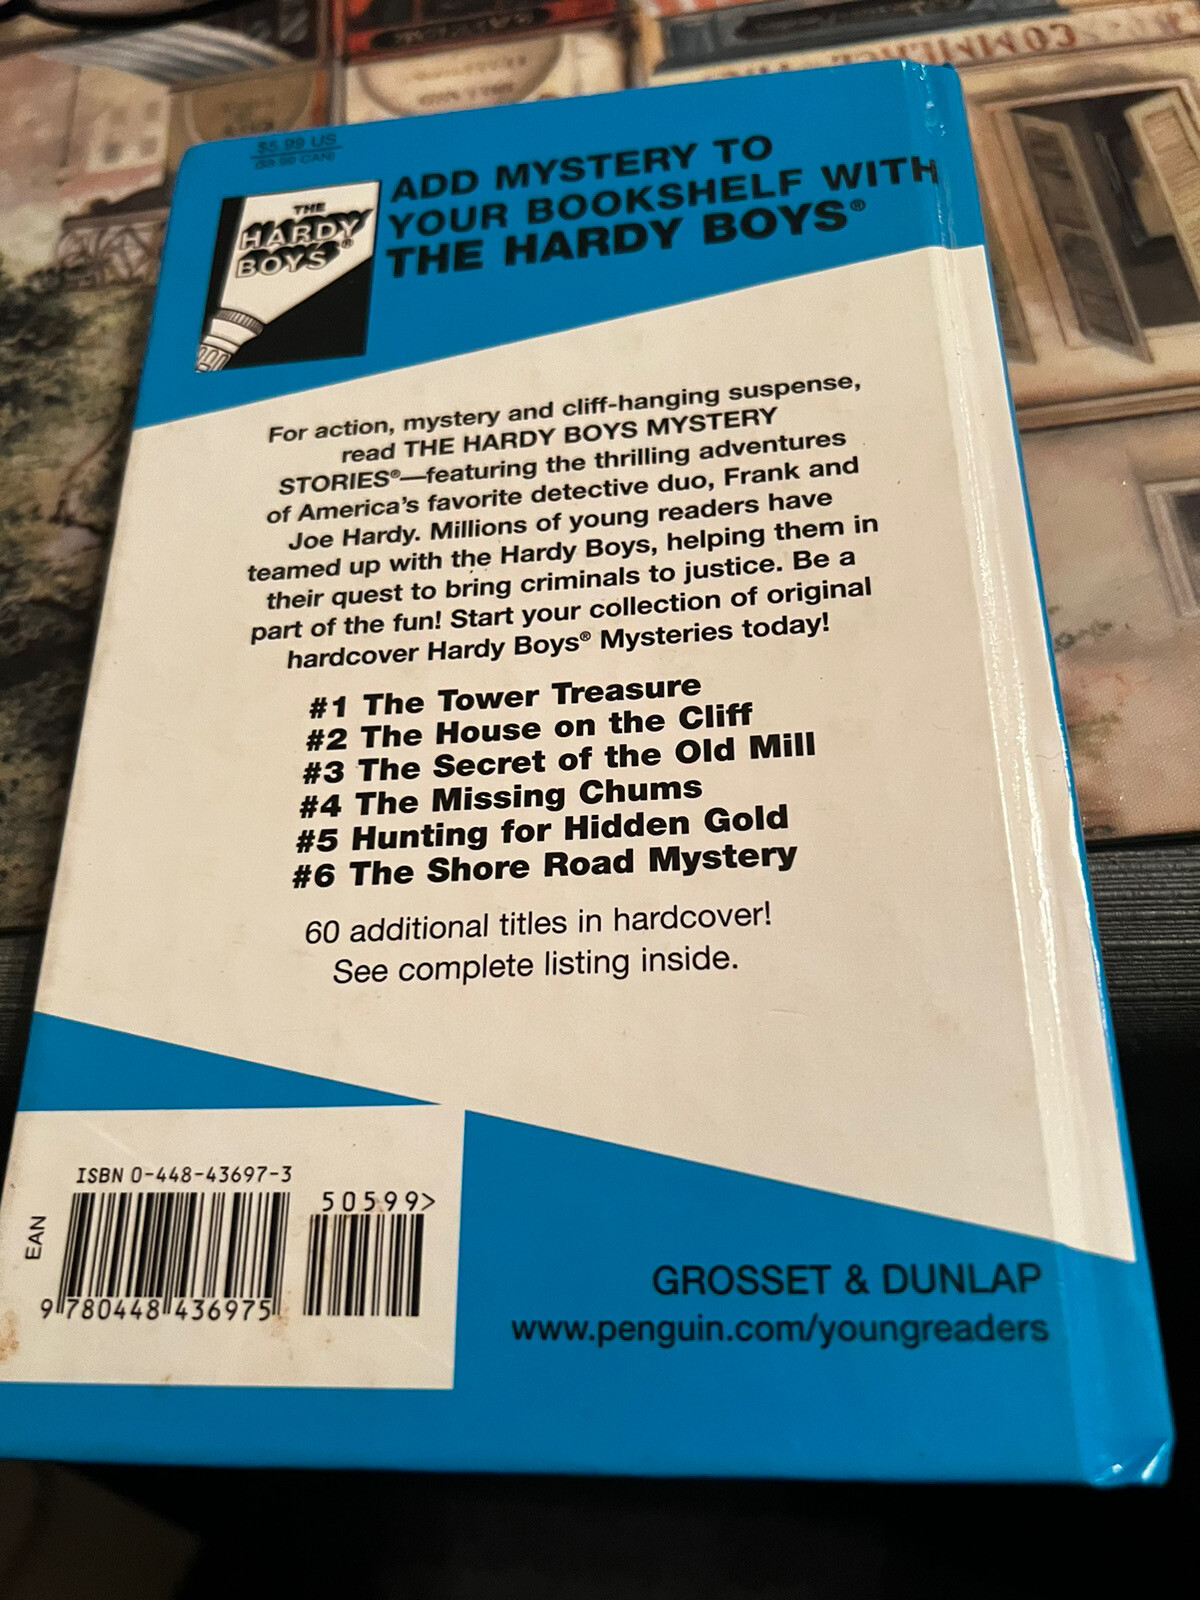 $5.99 US
($8.99 CAN)
THE
HARDY
BOYS®
ADD MYSTERY TO
YOUR BOOKSHELF WITH
THE HARDY BOYS®
For action, mystery and cliff-hanging suspense,
read THE HARDY BOYS MYSTERY
STORIES®—featuring the thrilling adventures
of America's favorite detective duo, Frank and
Joe Hardy. Millions of young readers have
teamed up with the Hardy Boys, helping them in
their quest to bring criminals to justice. Be a
part of the fun! Start your collection of original
hardcover Hardy Boys® Mysteries today!
#1 The Tower Treasure
#2 The House on the Cliff
#3 The Secret of the Old Mill
#4 The Missing Chums
#5 Hunting for Hidden Gold
#6 The Shore Road Mystery
60 additional titles in hardcover!
See complete listing inside.
ISBN 0-448-43697-3
50599>
EAN
9 780448 436975
GROSSET & DUNLAP
www.penguin.com/youngreaders